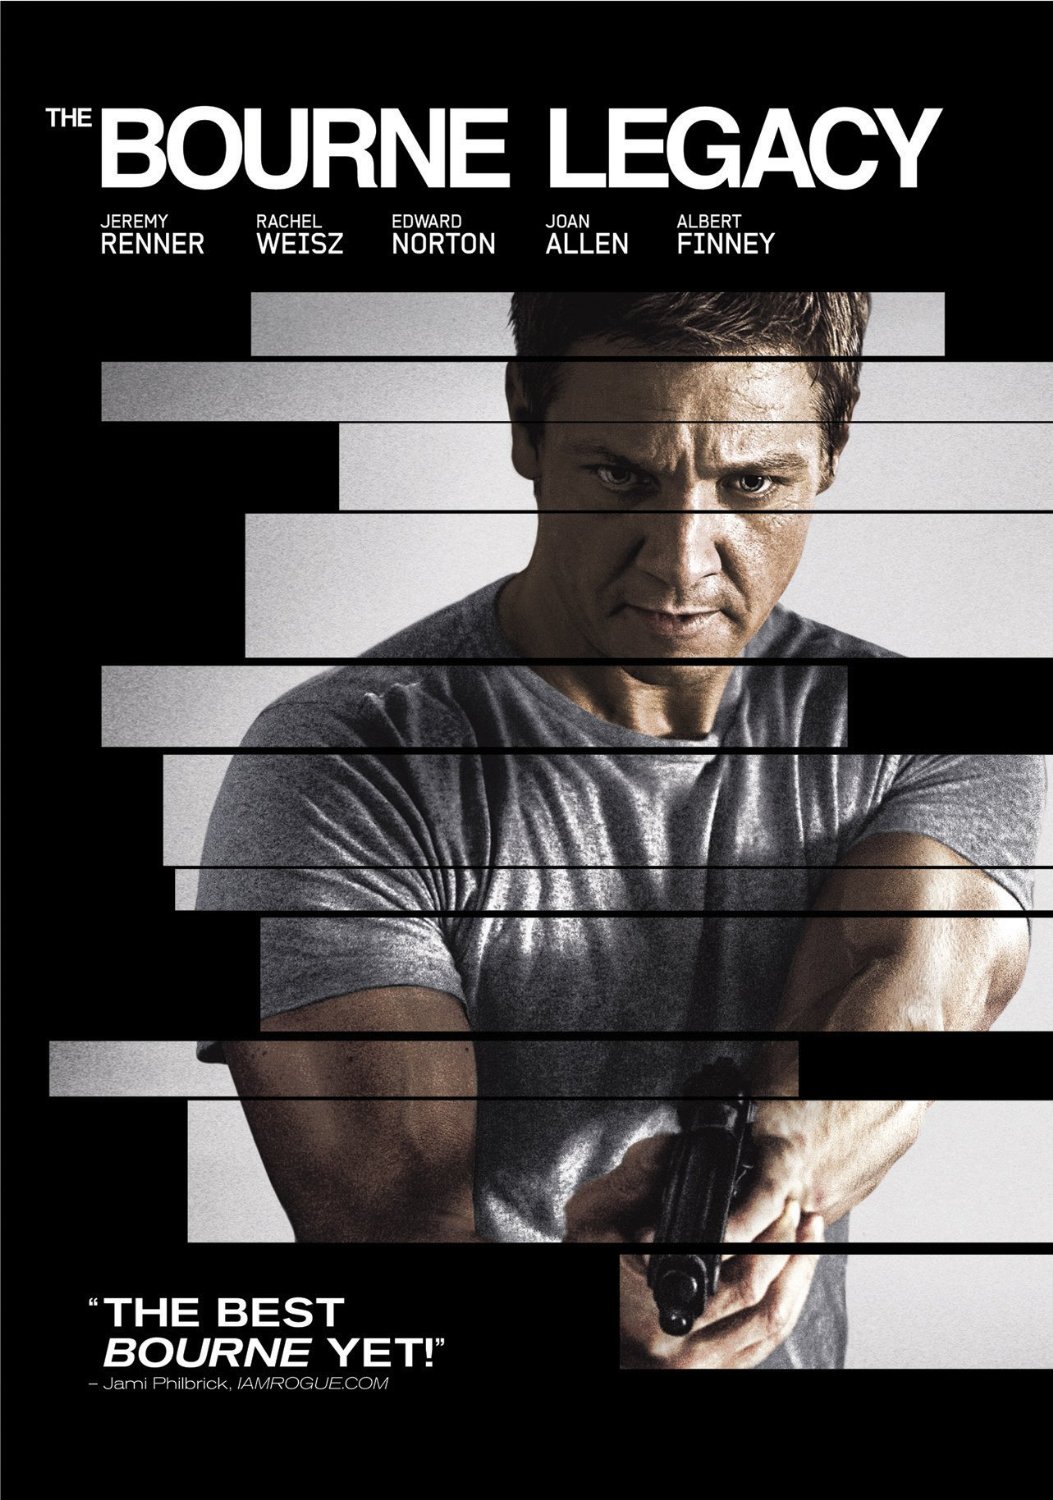 THE BOURNE LEGACY
JEREMY RENNER RACHEL WEISZ EDWARD NORTON JOAN ALLEN ALBERT FINNEY
“THE BEST
BOURNE YET!”
– Jami Philbrick, IAMROGUE.COM